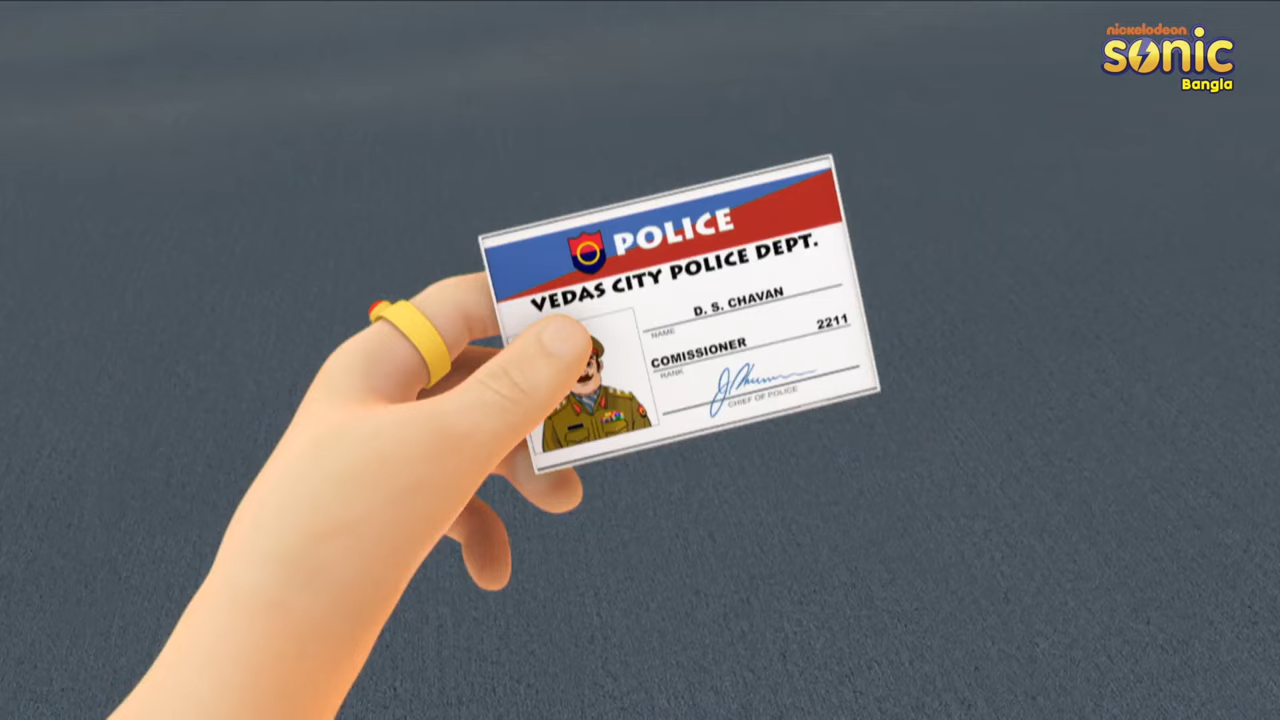 nickelodeon
sonic
Bangla
POLICE
VEDAS CITY POLICE DEPT.
D. S. CHAVAN
NAME
2211
COMISSIONER
RANK
CHIEF OF POLICE